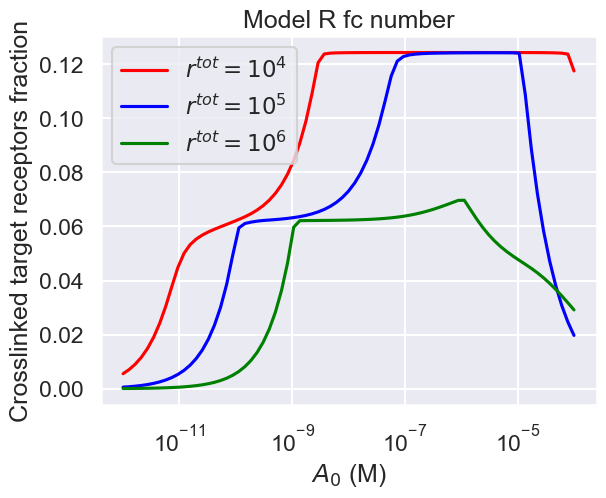 Model R fc number
Crosslinked target receptors fraction
0.12
0.10
0.08
0.06
0.04
0.02
0.00
r^{tot} = 10^4
r^{tot} = 10^5
r^{tot} = 10^6
10^{-11} 10^{-9} 10^{-7} 10^{-5}
A_0 (M)